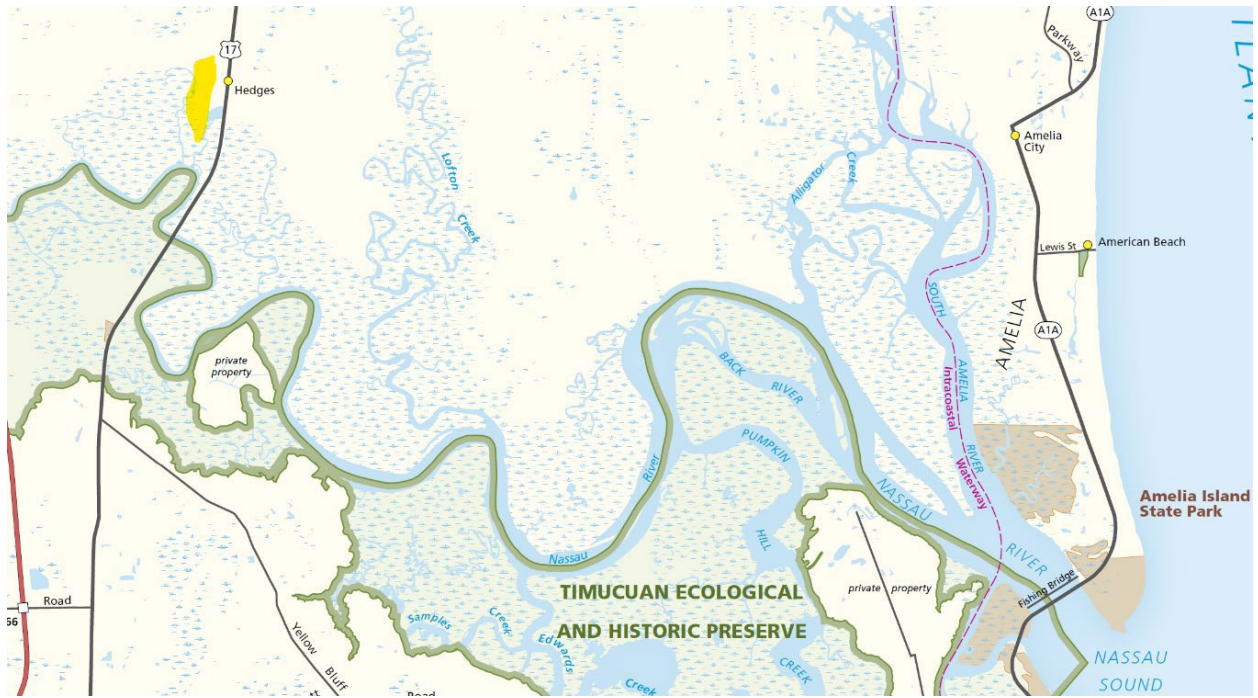 A1A
17
Parkway
TLAN
Hedges
Amelia
City
Lofton
Creek
Alligator
Creek
Lewis St
American Beach
SOUTH
AMELIA
RIVER
AMELIA
A1A
private
property
BACK
RIVER
Intracoastal
Waterway
PUMPKIN
HILL
CREEK
River
Nassau
NASSAU
RIVER
Amelia Island
State Park
Fishing Bridge
private property
TIMUCUAN ECOLOGICAL
AND HISTORIC PRESERVE
Road
Samples
Creek
Edwards
Creek
Yellow
Bluff
Road
NASSAU
SOUND